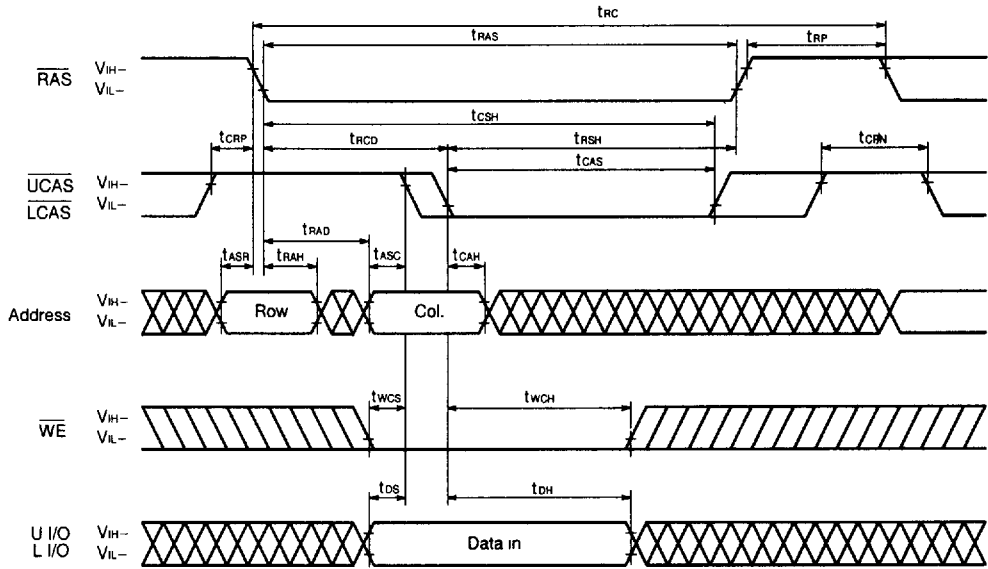 tRC
tRAS
tRP
RAS VIH–
VIL–
tCSH
tCRP tRCD tRSH tCPN
tCAS
UCAS VIH–
LCAS VIL–
tRAD
tASR tRAH tASC tCAH
Address VIH–
VIL–
Row Col.
tWCS tWCH
WE VIH–
VIL–
tDS tDH
U I/O VIH–
L I/O VIL–
Data in